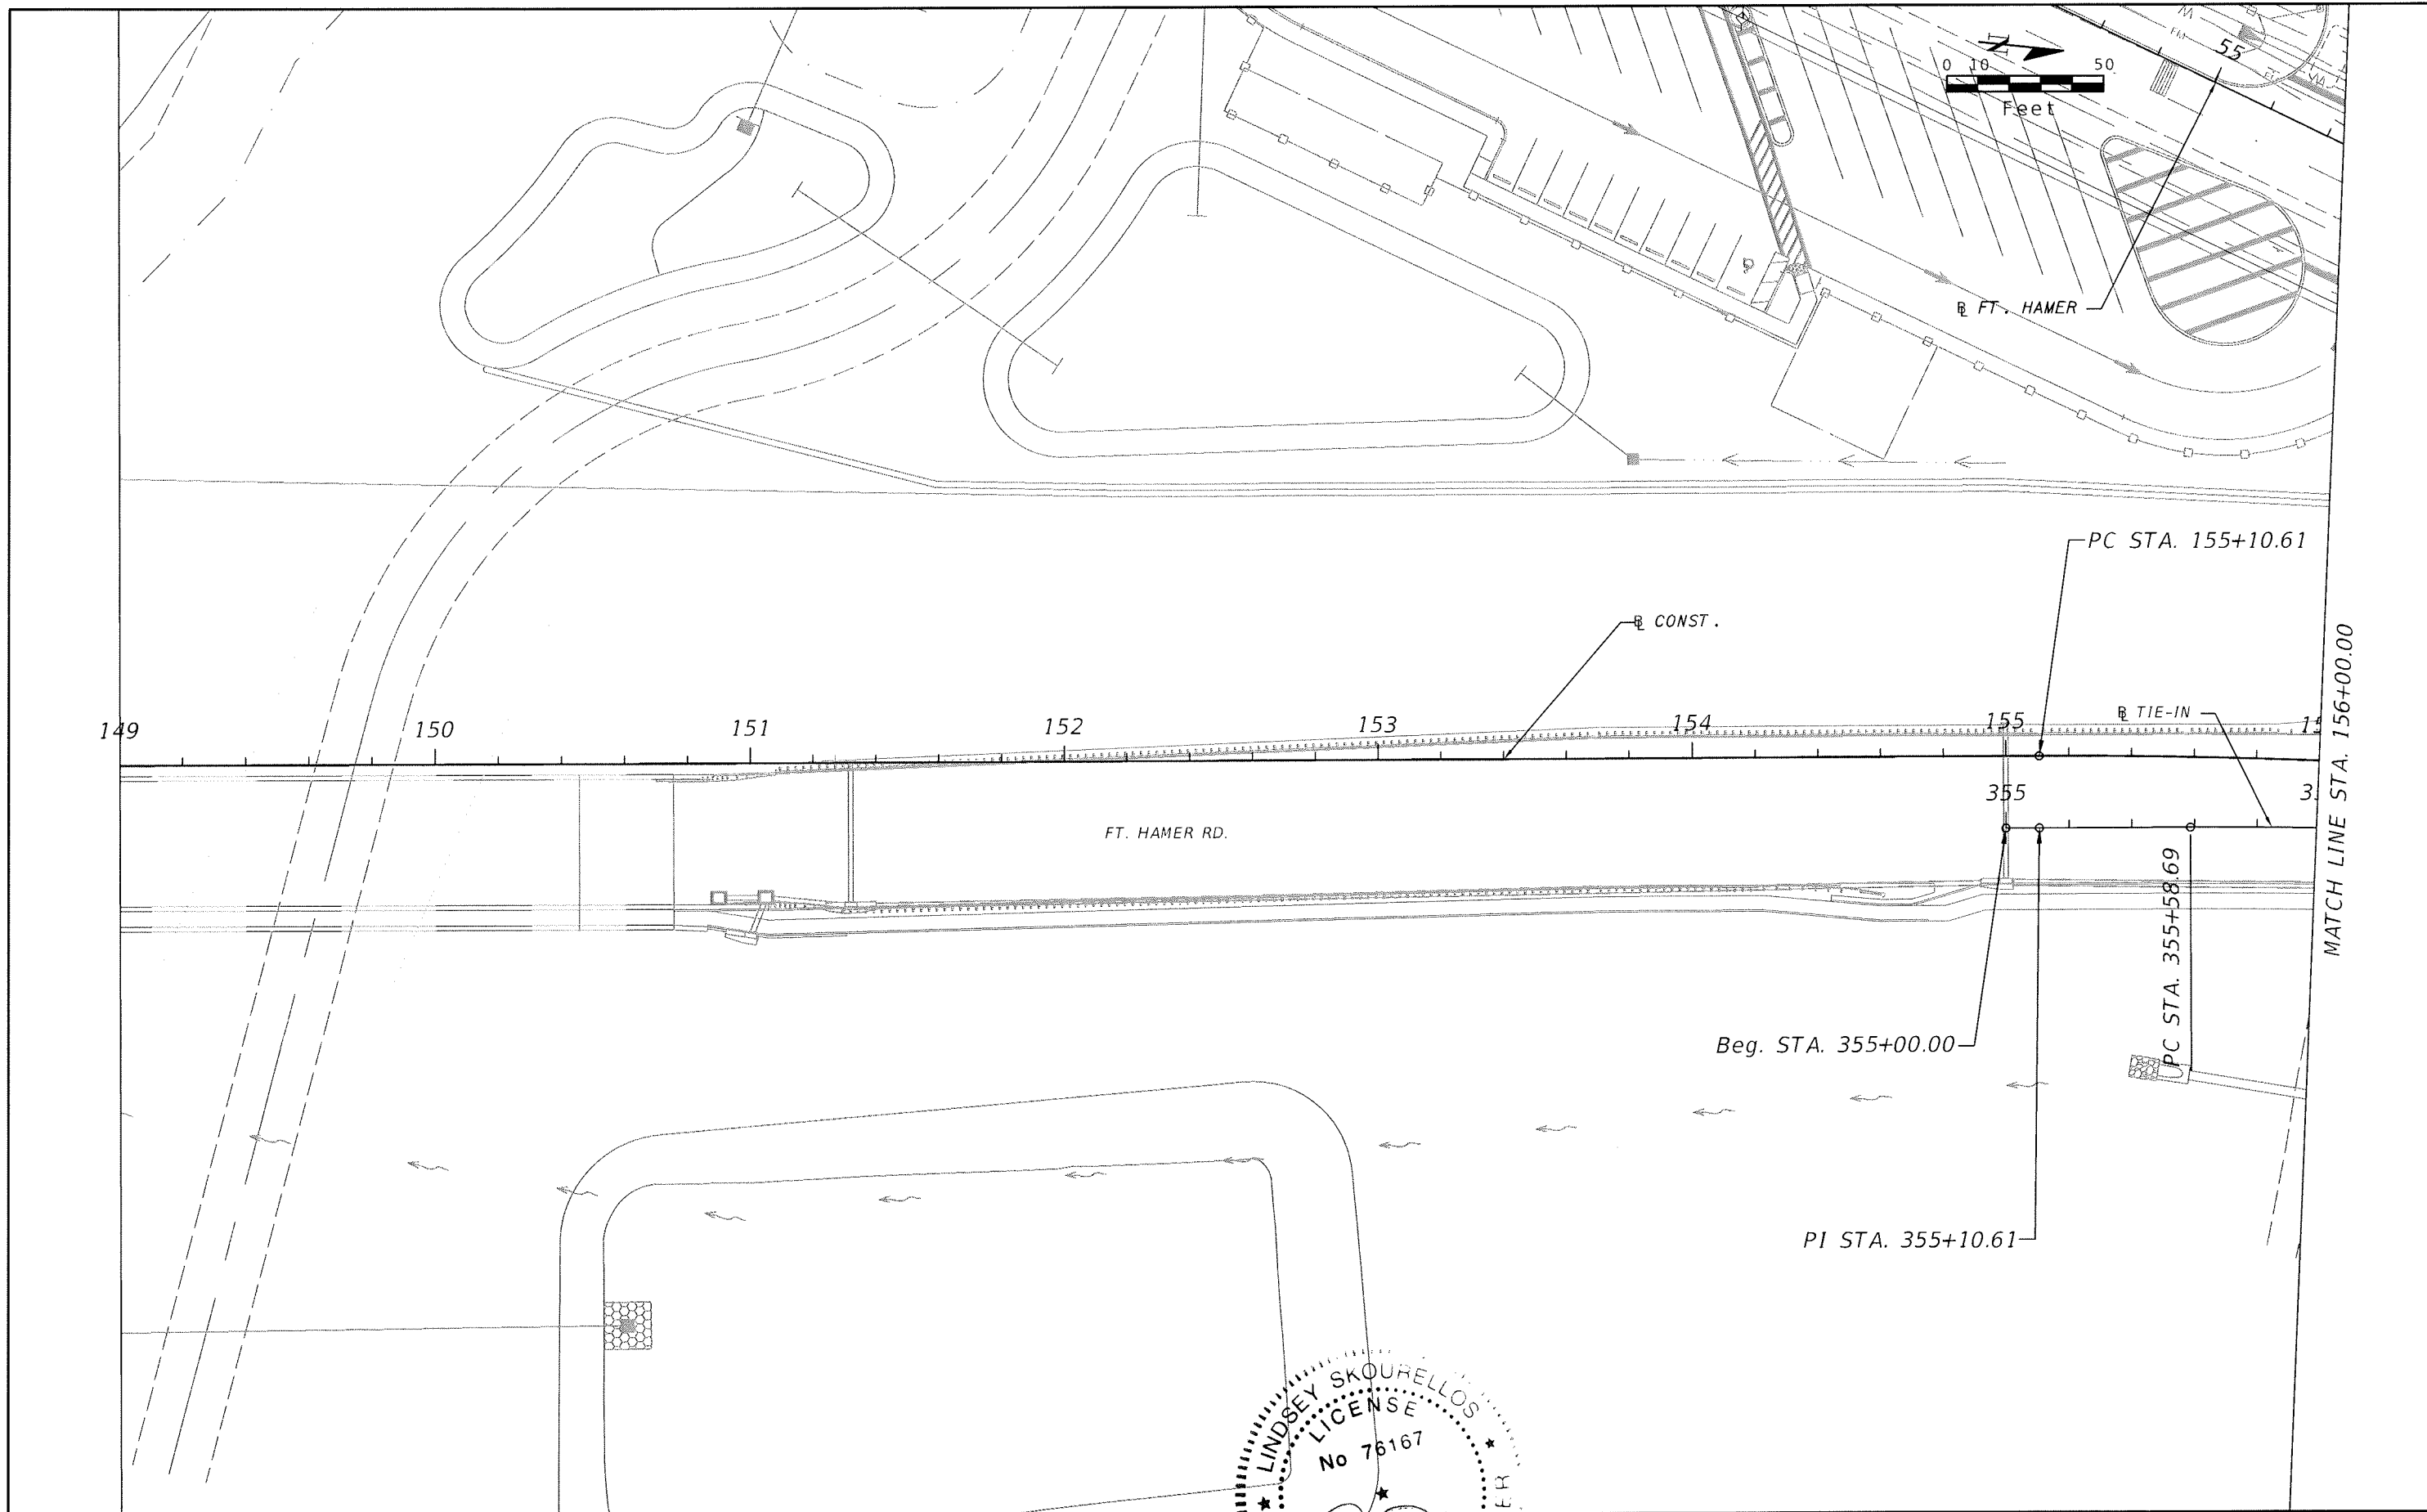 55
0 10 50
Feet
FM
℄ FT. HAMER
PC STA. 155+10.61
℄ CONST.
MATCH LINE STA. 156+00.00
149 150 151 152 153 154 155
℄ TIE-IN
355
FT. HAMER RD.
PC STA. 355+58.69
Beg. STA. 355+00.00
PI STA. 355+10.61
LINDSEY SKOURELLOS
LICENSE
No 76167